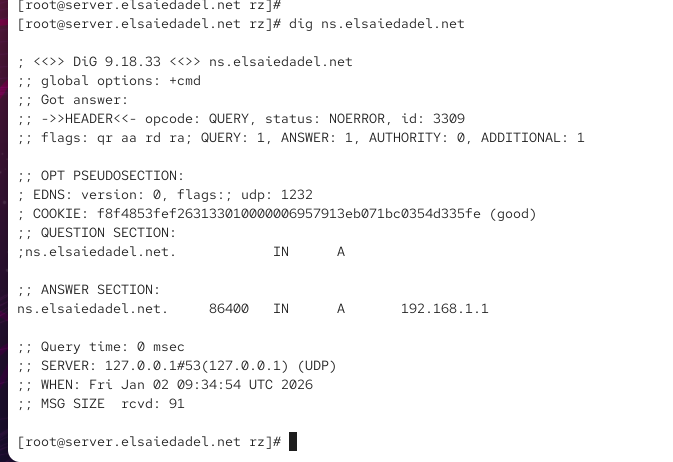 [root@server.elsaiedadel.net rz]#
[root@server.elsaiedadel.net rz]# dig ns.elsaiedadel.net
; <<>> DiG 9.18.33 <<>> ns.elsaiedadel.net
;; global options: +cmd
;; Got answer:
;; ->>HEADER<<- opcode: QUERY, status: NOERROR, id: 3309
;; flags: qr aa rd ra; QUERY: 1, ANSWER: 1, AUTHORITY: 0, ADDITIONAL: 1
;; OPT PSEUDOSECTION:
; EDNS: version: 0, flags:; udp: 1232
; COOKIE: f8f4853fef263133010000006957913eb071bc0354d335fe (good)
;; QUESTION SECTION:
;ns.elsaiedadel.net. IN A
;; ANSWER SECTION:
ns.elsaiedadel.net. 86400 IN A 192.168.1.1
;; Query time: 0 msec
;; SERVER: 127.0.0.1#53(127.0.0.1) (UDP)
;; WHEN: Fri Jan 02 09:34:54 UTC 2026
;; MSG SIZE rcvd: 91
[root@server.elsaiedadel.net rz]#